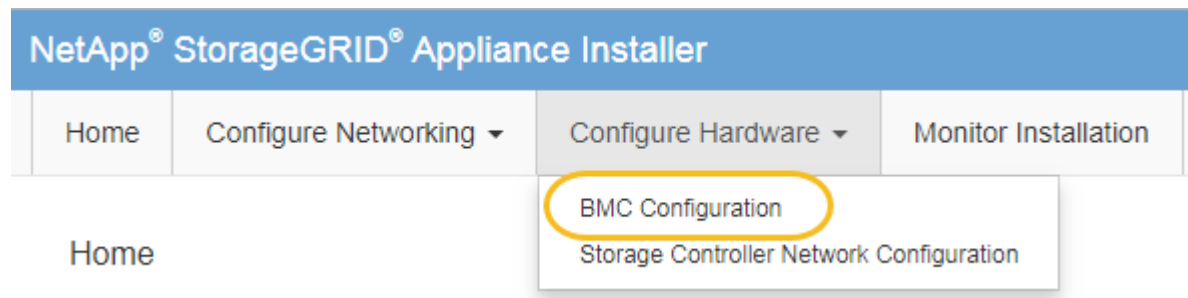 NetApp® StorageGRID® Appliance Installer
Home Configure Networking Configure Hardware Monitor Installation
BMC Configuration
Home
Storage Controller Network Configuration